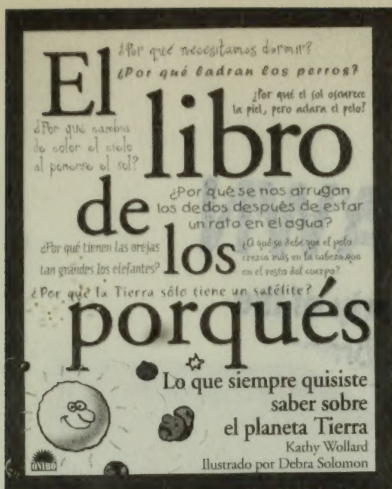 ¿Por qué necesitamos dormir?
¿Por qué ladran los perros?
¿Por qué el sol oscurece
la piel, pero aclara el pelo?
¿Por qué cambia
de color el cielo
al ponerse el sol?
El libro
de los
porqués
¿Por qué se nos arrugan
los dedos después de estar
un rato en el agua?
¿Por qué tienen las orejas
tan grandes los elefantes?
¿A qué se debe que el pelo
crezca más en la cabeza que
en el resto del cuerpo?
¿Por qué la Tierra sólo tiene un satélite?
Lo que siempre quisiste
saber sobre
el planeta Tierra
Kathy Wollard
Ilustrado por Debra Solomon
ONIRO